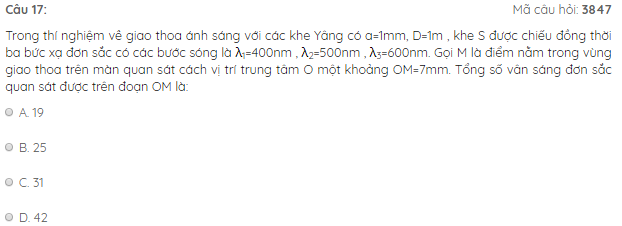 Câu 17: Mã câu hỏi: 3847
Trong thí nghiệm về giao thoa ánh sáng với các khe Yâng có a=1mm, D=1m , khe S được chiếu đồng thời
ba bức xạ đơn sắc có các bước sóng là λ₁=400nm , λ₂=500nm , λ₃=600nm. Gọi M là điểm nằm trong vùng
giao thoa trên màn quan sát cách vị trí trung tâm O một khoảng OM=7mm. Tổng số vân sáng đơn sắc
quan sát được trên đoạn OM là:
A. 19
B. 25
C. 31
D. 42